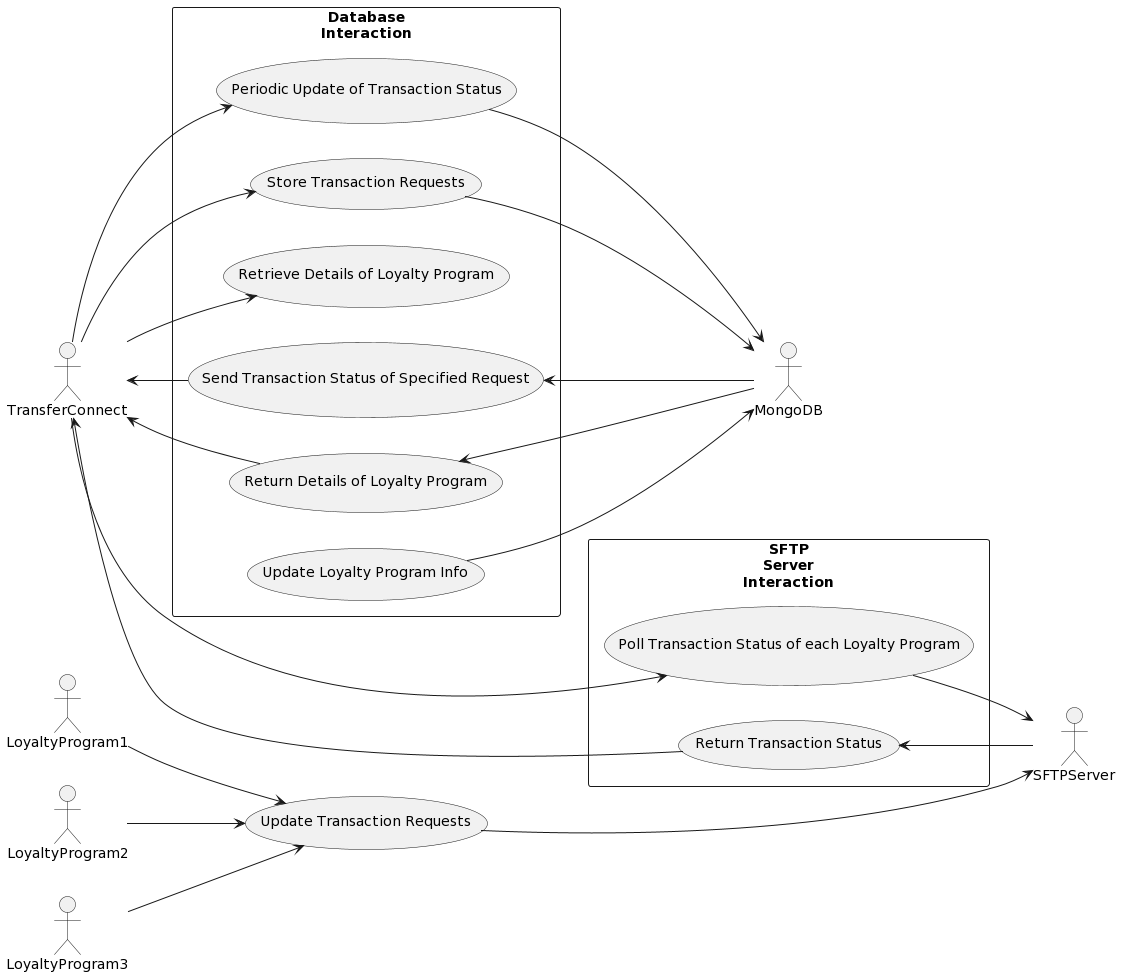 Database
Interaction
Periodic Update of Transaction Status
Store Transaction Requests
Retrieve Details of Loyalty Program
Send Transaction Status of Specified Request
TransferConnect
MongoDB
Return Details of Loyalty Program
Update Loyalty Program Info
SFTP
Server
Interaction
Poll Transaction Status of each Loyalty Program
Return Transaction Status
SFTPServer
LoyaltyProgram1
Update Transaction Requests
LoyaltyProgram2
LoyaltyProgram3